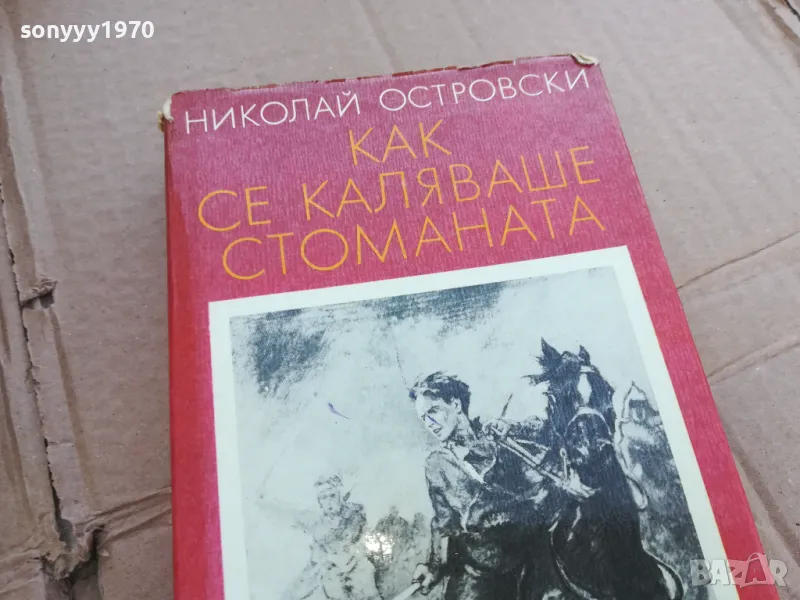 sonyyy1970
НИКОЛАЙ ОСТРОВСКИ
КАК
СЕ КАЛЯВАШЕ
СТОМАНАТА
BAZAR